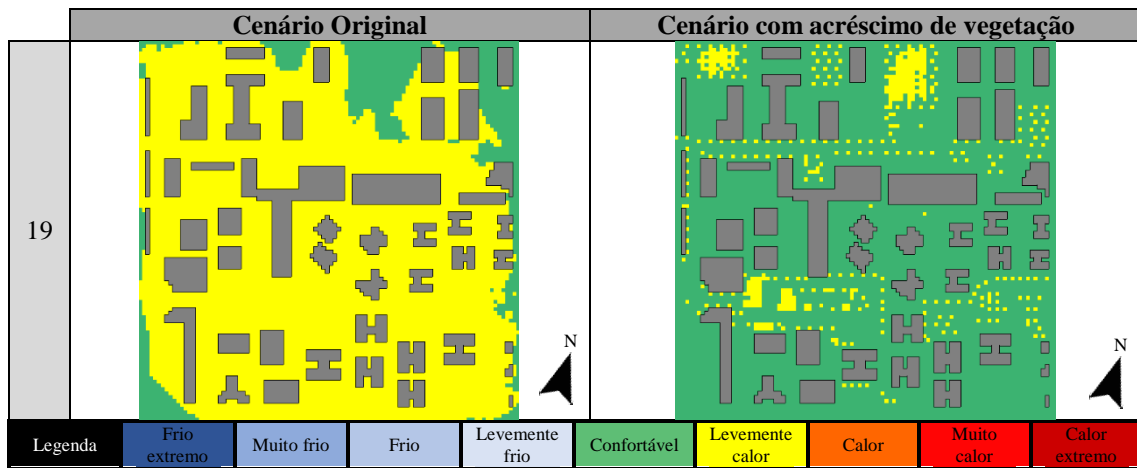 Cenário Original
Cenário com acréscimo de vegetação
19
N
N
Legenda
Frio
extremo
Muito frio
Frio
Levemente
frio
Confortável
Levemente
calor
Calor
Muito
calor
Calor
extremo